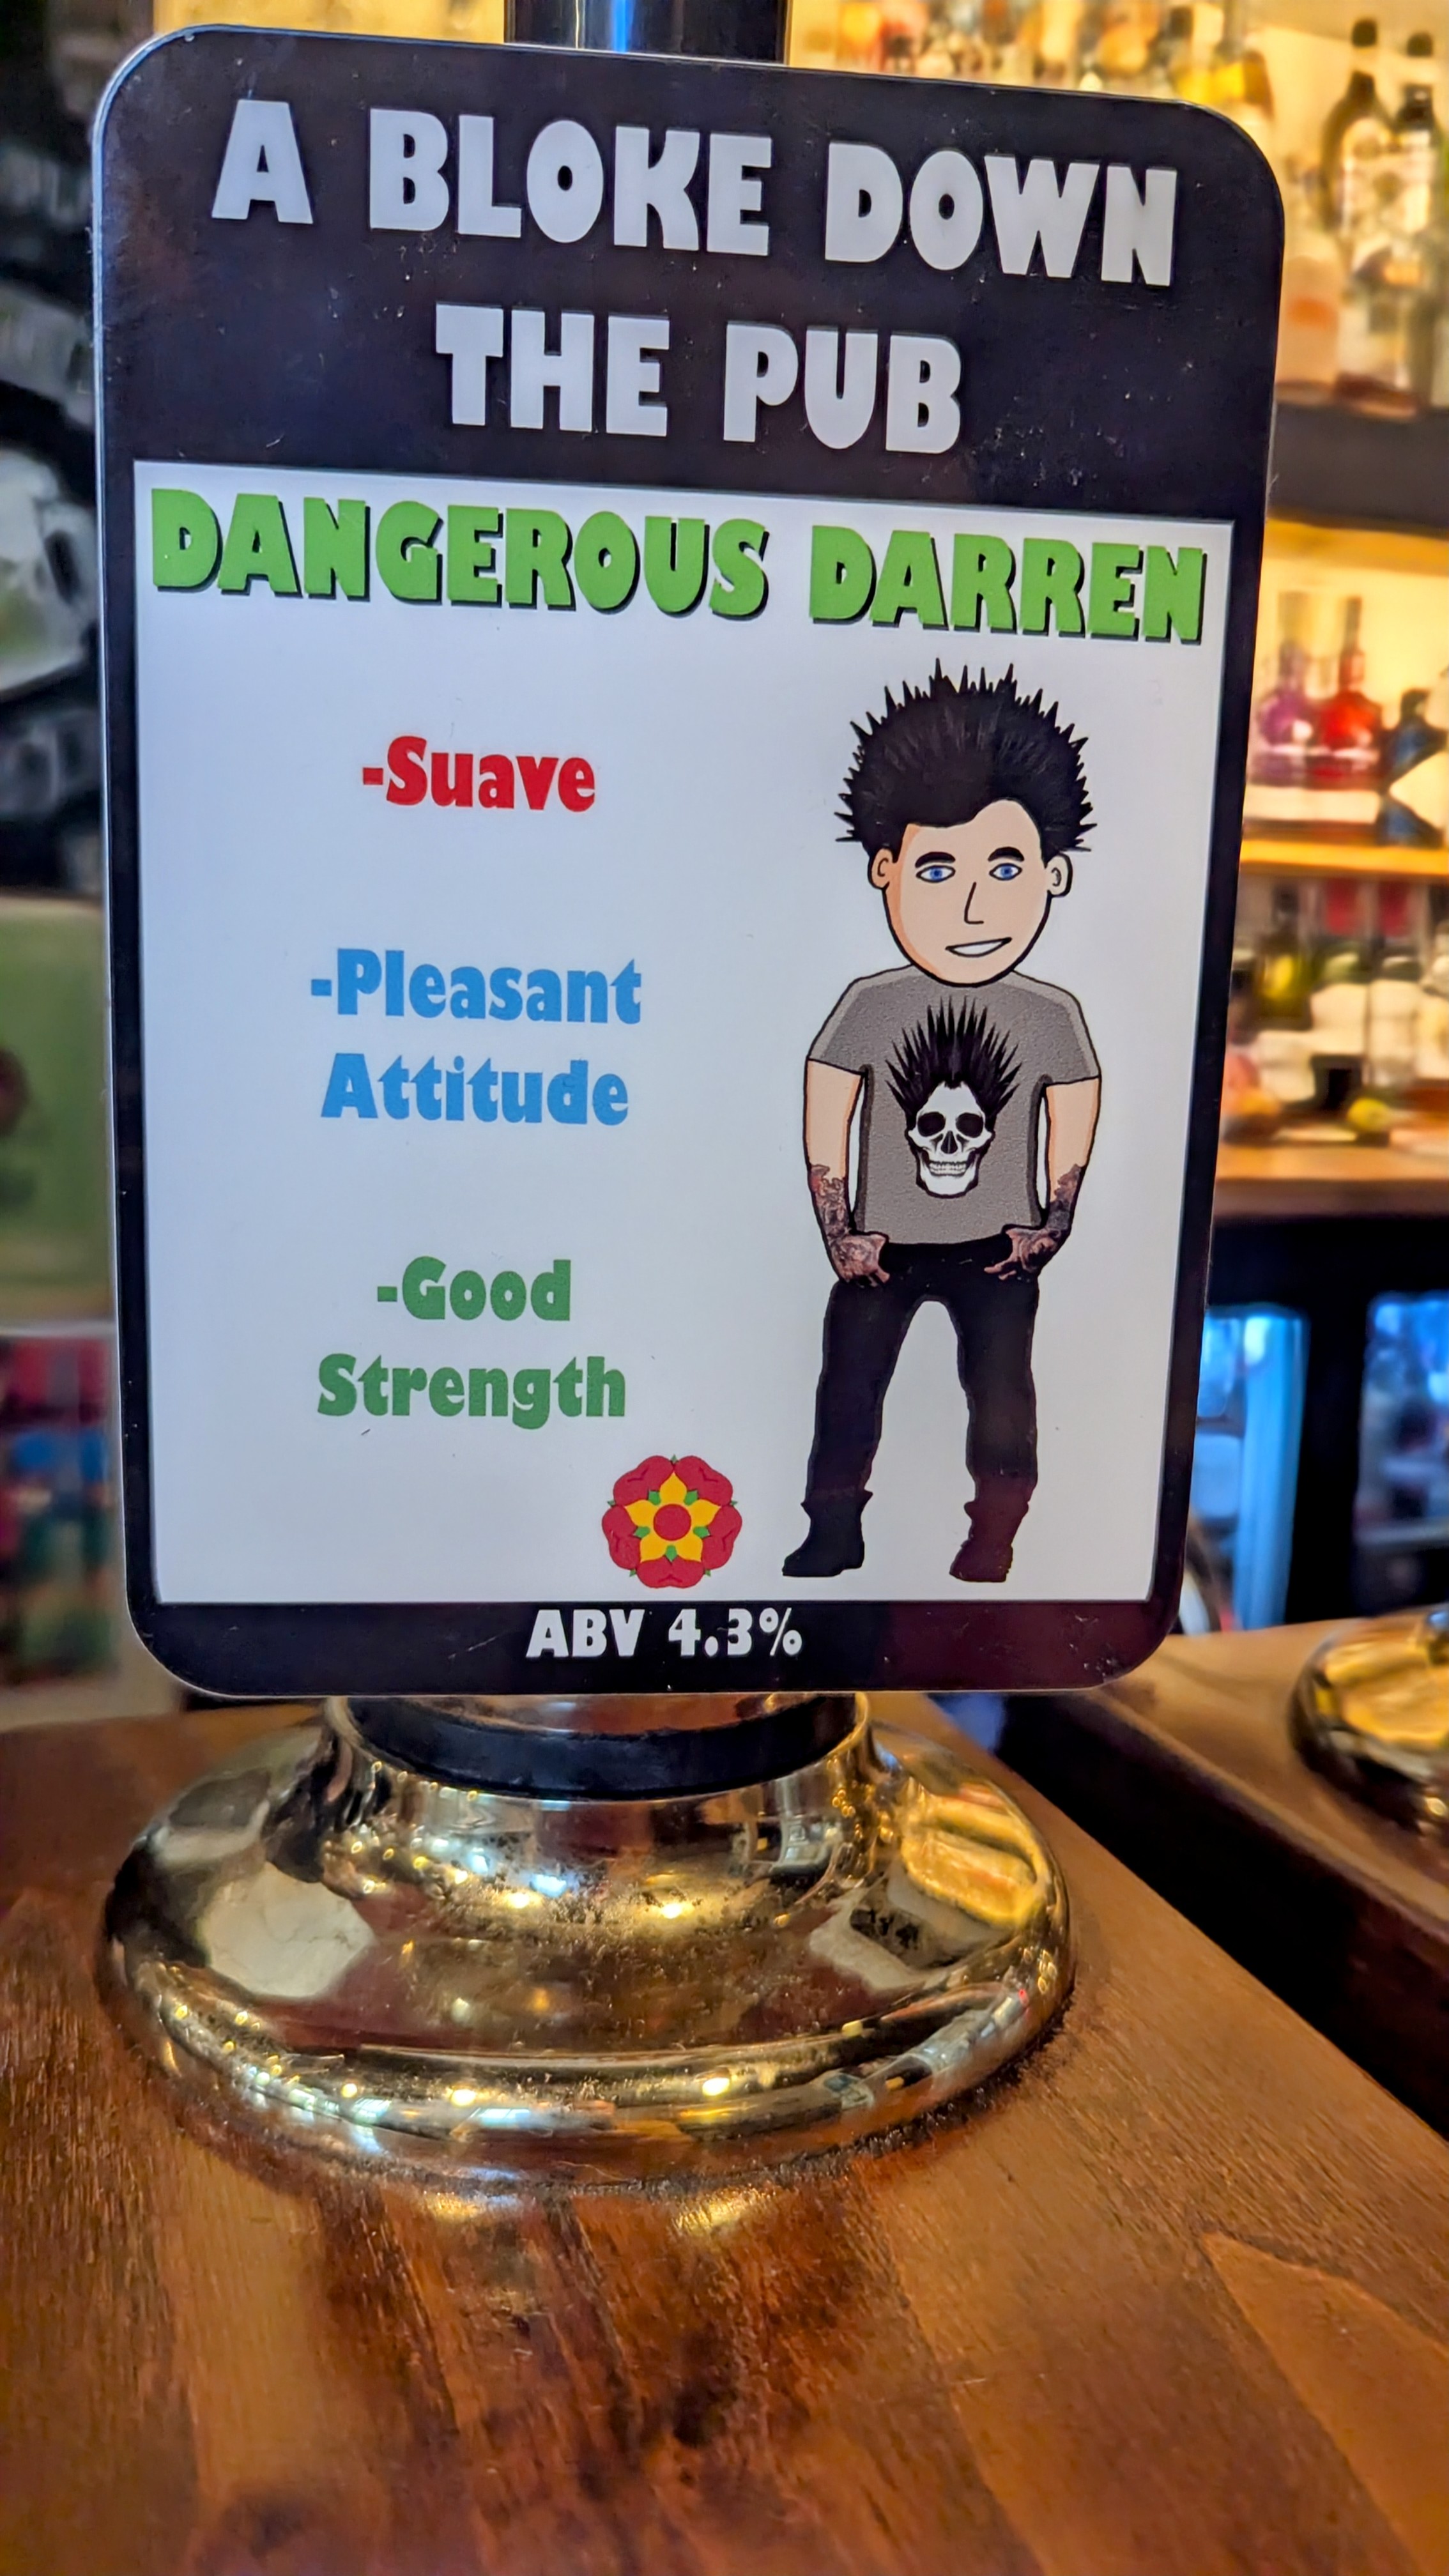 A BLOKE DOWN
THE PUB
DANGEROUS DARREN
-Suave
-Pleasant
Attitude
-Good
Strength
ABV 4.3%